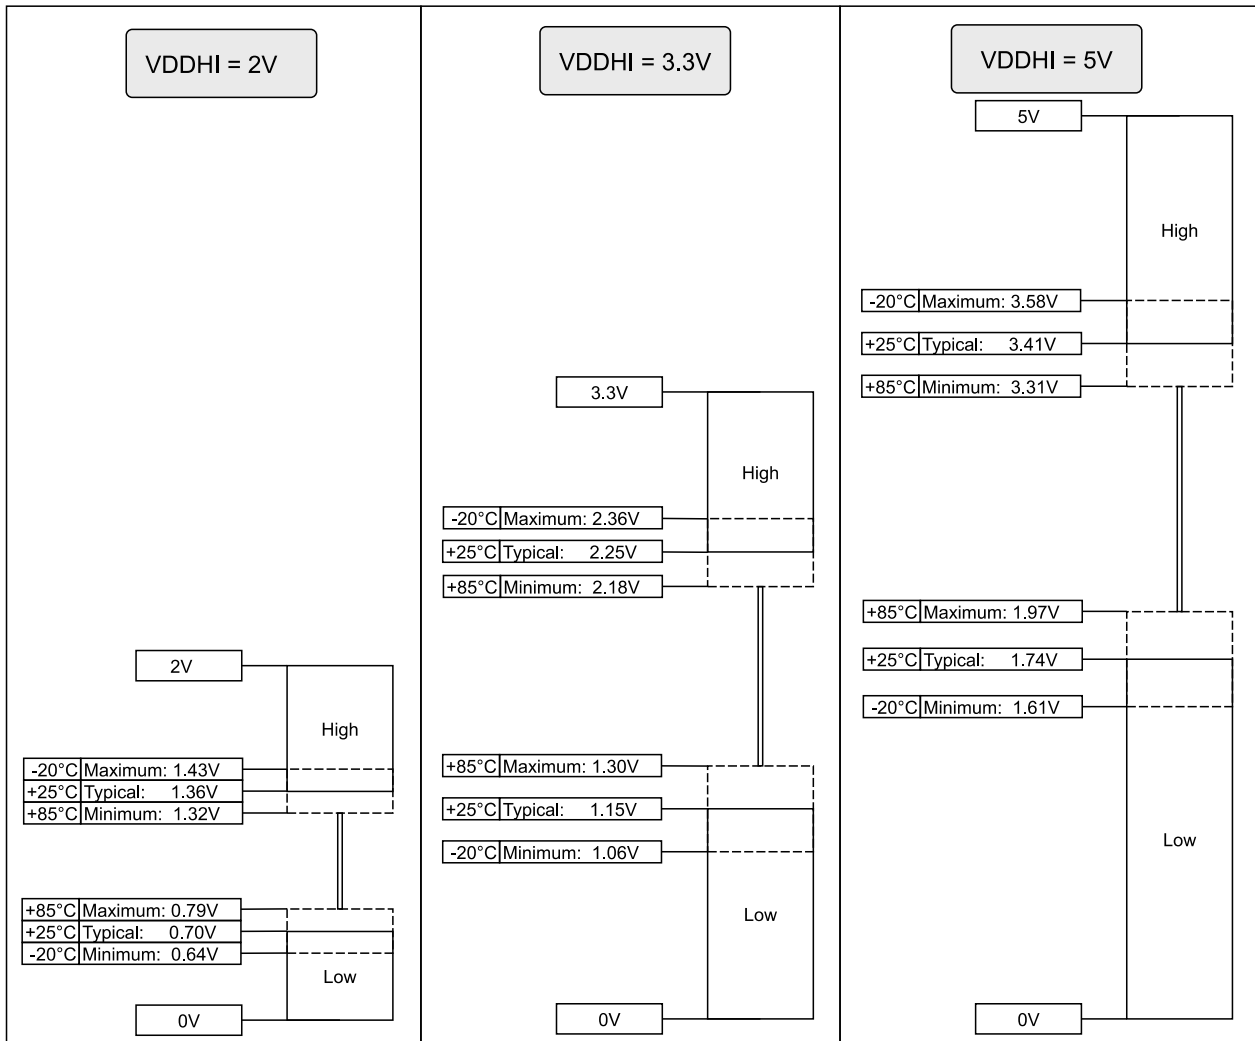 VDDHI = 2V
2V
High
-20°C Maximum: 1.43V
+25°C Typical: 1.36V
+85°C Minimum: 1.32V
+85°C Maximum: 0.79V
+25°C Typical: 0.70V
-20°C Minimum: 0.64V
Low
0V
VDDHI = 3.3V
3.3V
High
-20°C Maximum: 2.36V
+25°C Typical: 2.25V
+85°C Minimum: 2.18V
+85°C Maximum: 1.30V
+25°C Typical: 1.15V
-20°C Minimum: 1.06V
Low
0V
VDDHI = 5V
5V
High
-20°C Maximum: 3.58V
+25°C Typical: 3.41V
+85°C Minimum: 3.31V
+85°C Maximum: 1.97V
+25°C Typical: 1.74V
-20°C Minimum: 1.61V
Low
0V